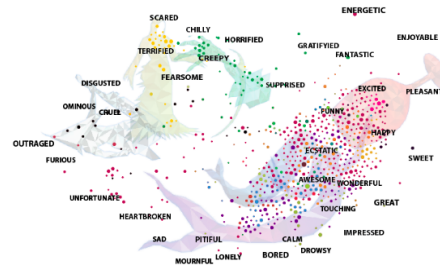 ENERGETIC
SCARED
CHILLY
HORRIFIED
ENJOYABLE
GRATIFYIED
TERRIFIED
FANTASTIC
CREEPY
FEARSOME
DISGUSTED
SUPPRISED
EXCITED
PLEASANT
OMINOUS
CRUEL
FUNNY
HAPPY
OUTRAGED
ECSTATIC
FURIOUS
SWEET
AWESOME
WONDERFUL
UNFORTUNATE
GREAT
TOUCHING
HEARTBROKEN
IMPRESSED
SAD
PITIFUL
CALM
DROWSY
LONELY
BORED
MOURNFUL